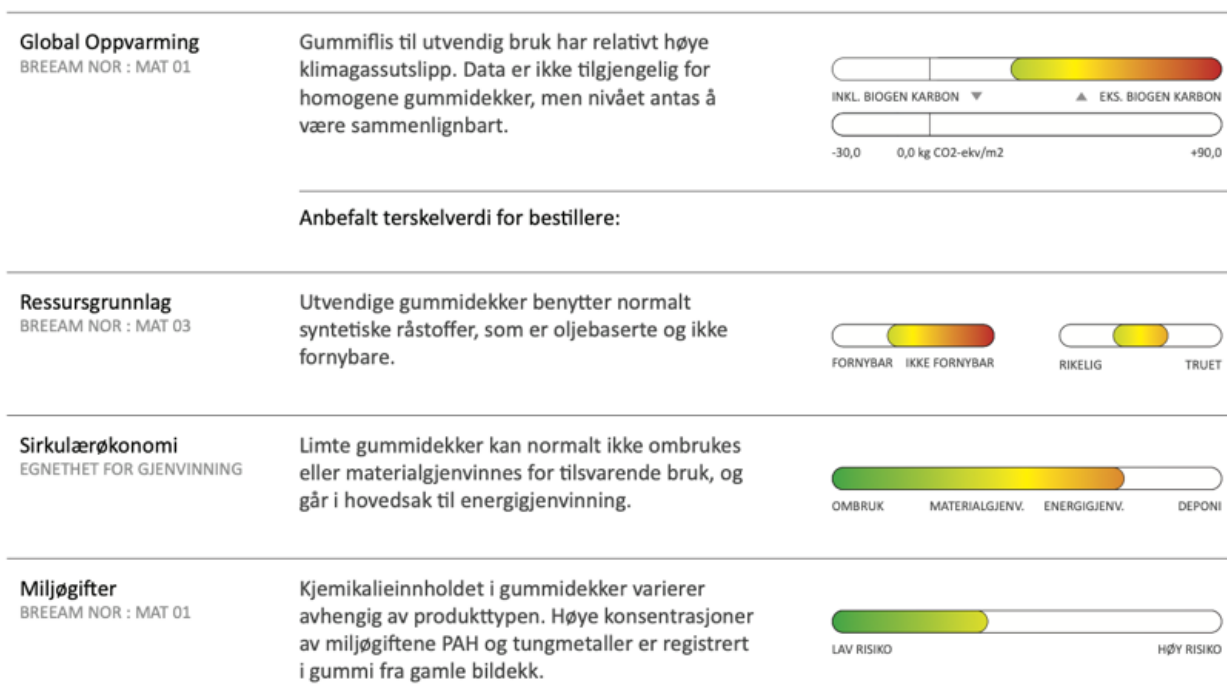 Global Oppvarming
BREEAM NOR : MAT 01
Gummiflis til utvendig bruk har relativt høye
klimagassutslipp. Data er ikke tilgjengelig for
homogene gummidekker, men nivået antas å
være sammenlignbart.
INKL. BIOGEN KARBON ▼ ▲ EKS. BIOGEN KARBON
-30,0 0,0 kg CO2-ekv/m2 +90,0
Anbefalt terskelverdi for bestillere:
Ressursgrunnlag
BREEAM NOR : MAT 03
Utvendige gummidekker benytter normalt
syntetiske råstoffer, som er oljebaserte og ikke
fornybare.
FORNYBAR IKKE FORNYBAR RIKELIG TRUET
Sirkulærøkonomi
EGNETHET FOR GJENVINNING
Limte gummidekker kan normalt ikke ombrukes
eller materialgjenvinnes for tilsvarende bruk, og
går i hovedsak til energigjenvinning.
OMBRUK MATERIALGJENV. ENERGIGJENV. DEPONI
Miljøgifter
BREEAM NOR : MAT 01
Kjemikalieinnholdet i gummidekker varierer
avhengig av produkttypen. Høye konsentrasjoner
av miljøgiftene PAH og tungmetaller er registrert
i gummi fra gamle bildekk.
LAV RISIKO HØY RISIKO